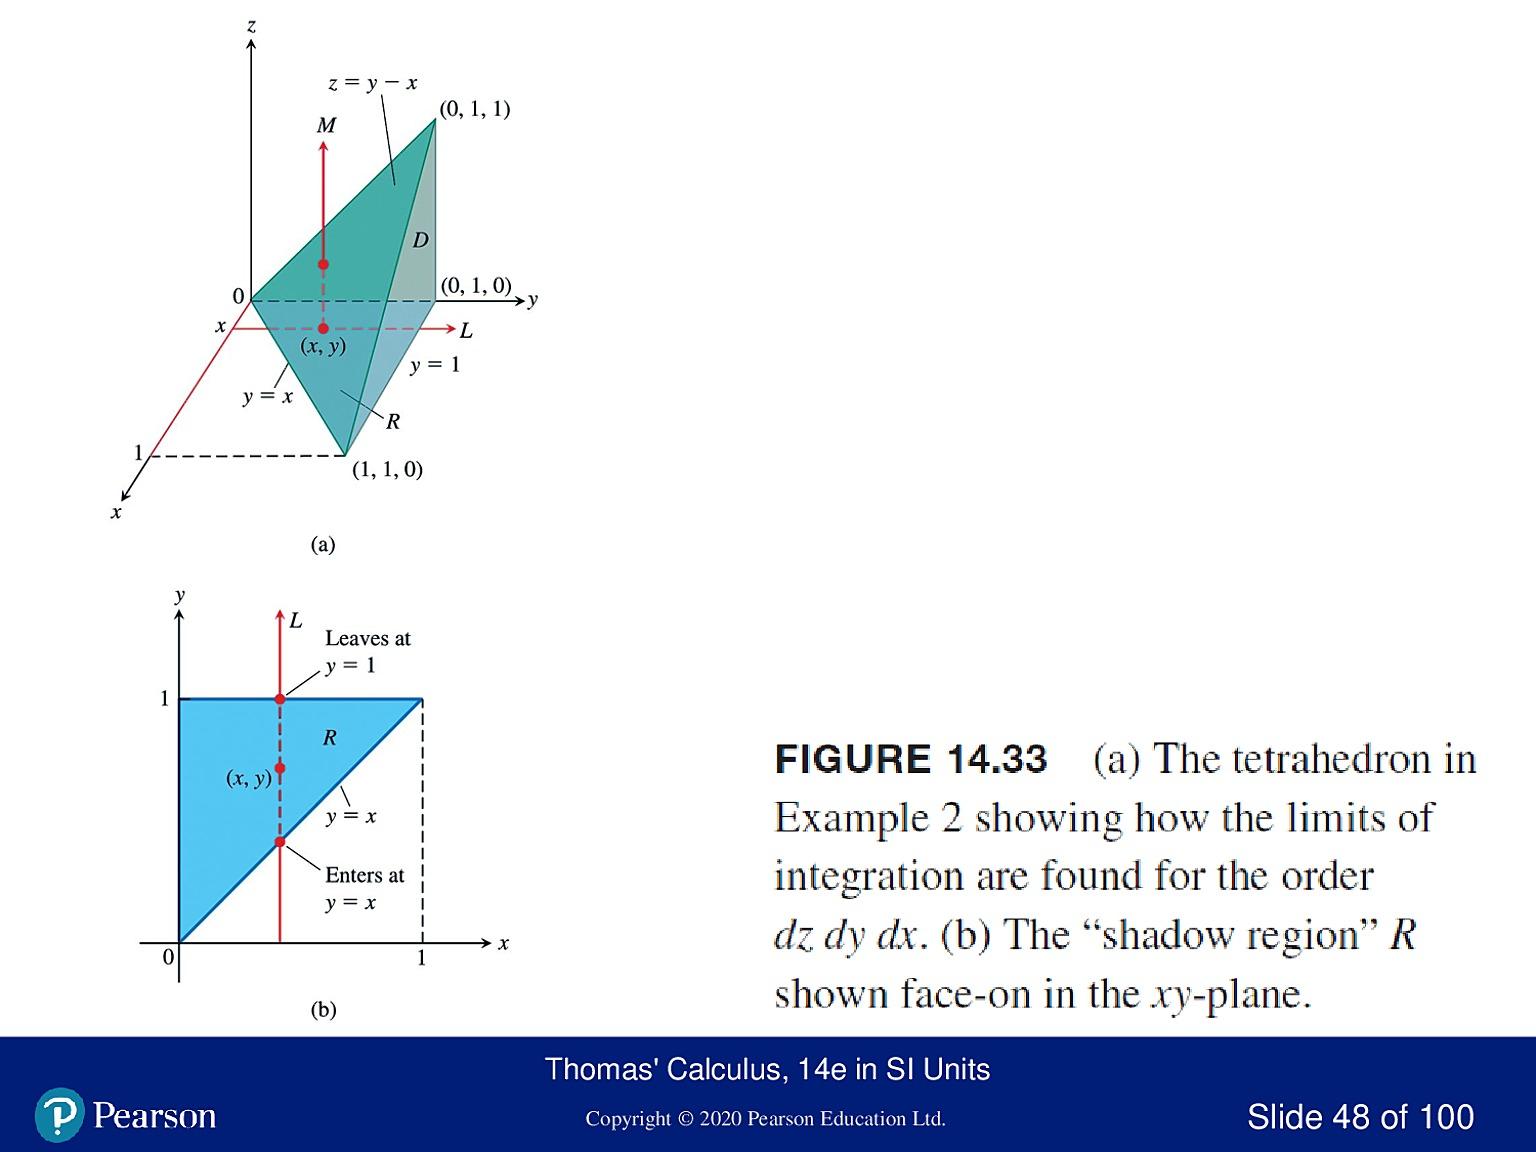 z
z = y − x
(0, 1, 1)
M
D
0
(0, 1, 0)
y
x
L
(x, y)
y = 1
y = x
R
1
(1, 1, 0)
x
(a)
y
L
Leaves at
y = 1
1
R
(x, y)
y = x
Enters at
y = x
0
1
x
(b)
FIGURE 14.33 (a) The tetrahedron in
Example 2 showing how the limits of
integration are found for the order
dz dy dx. (b) The “shadow region” R
shown face-on in the xy-plane.
Thomas' Calculus, 14e in SI Units
Pearson
Copyright © 2020 Pearson Education Ltd.
Slide 48 of 100